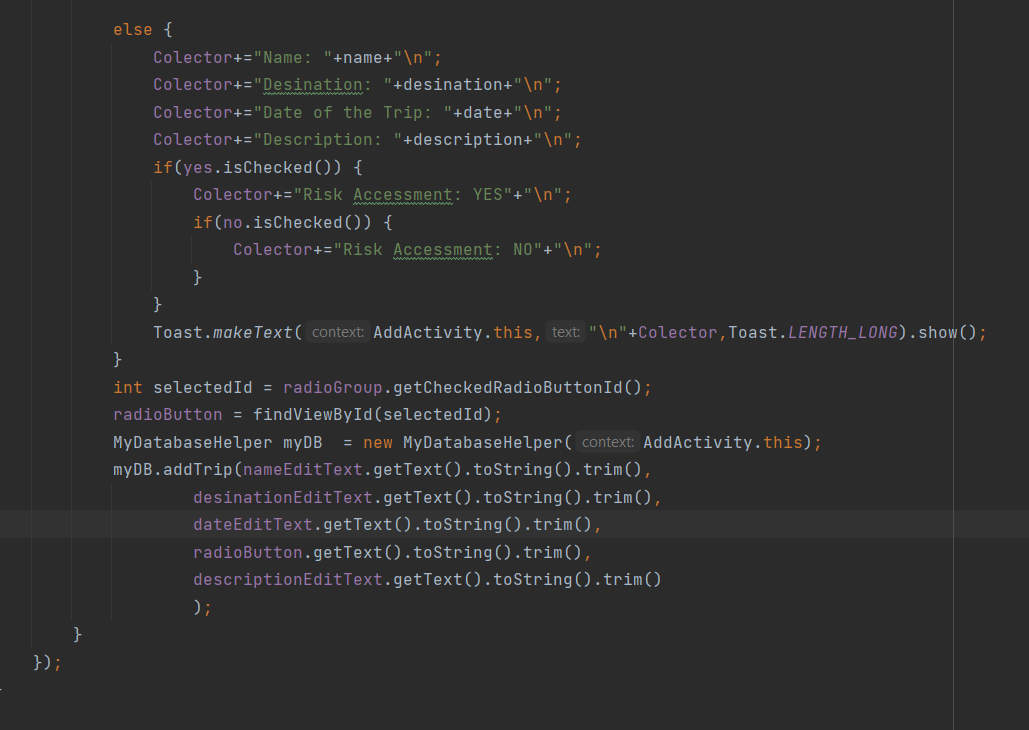 else {
Colector+="Name: "+name+"\n";
Colector+="Desination: "+desination+"\n";
Colector+="Date of the Trip: "+date+"\n";
Colector+="Description: "+description+"\n";
if(yes.isChecked()) {
Colector+="Risk Accessment: YES"+"\n";
if(no.isChecked()) {
Colector+="Risk Accessment: NO"+"\n";
}
}
Toast.makeText( context: AddActivity.this, text: "\n"+Colector,Toast.LENGTH_LONG).show();
}
int selectedId = radioGroup.getCheckedRadioButtonId();
radioButton = findViewById(selectedId);
MyDatabaseHelper myDB  = new MyDatabaseHelper( context: AddActivity.this);
myDB.addTrip(nameEditText.getText().toString().trim(),
desinationEditText.getText().toString().trim(),
dateEditText.getText().toString().trim(),
radioButton.getText().toString().trim(),
descriptionEditText.getText().toString().trim()
);
}
});